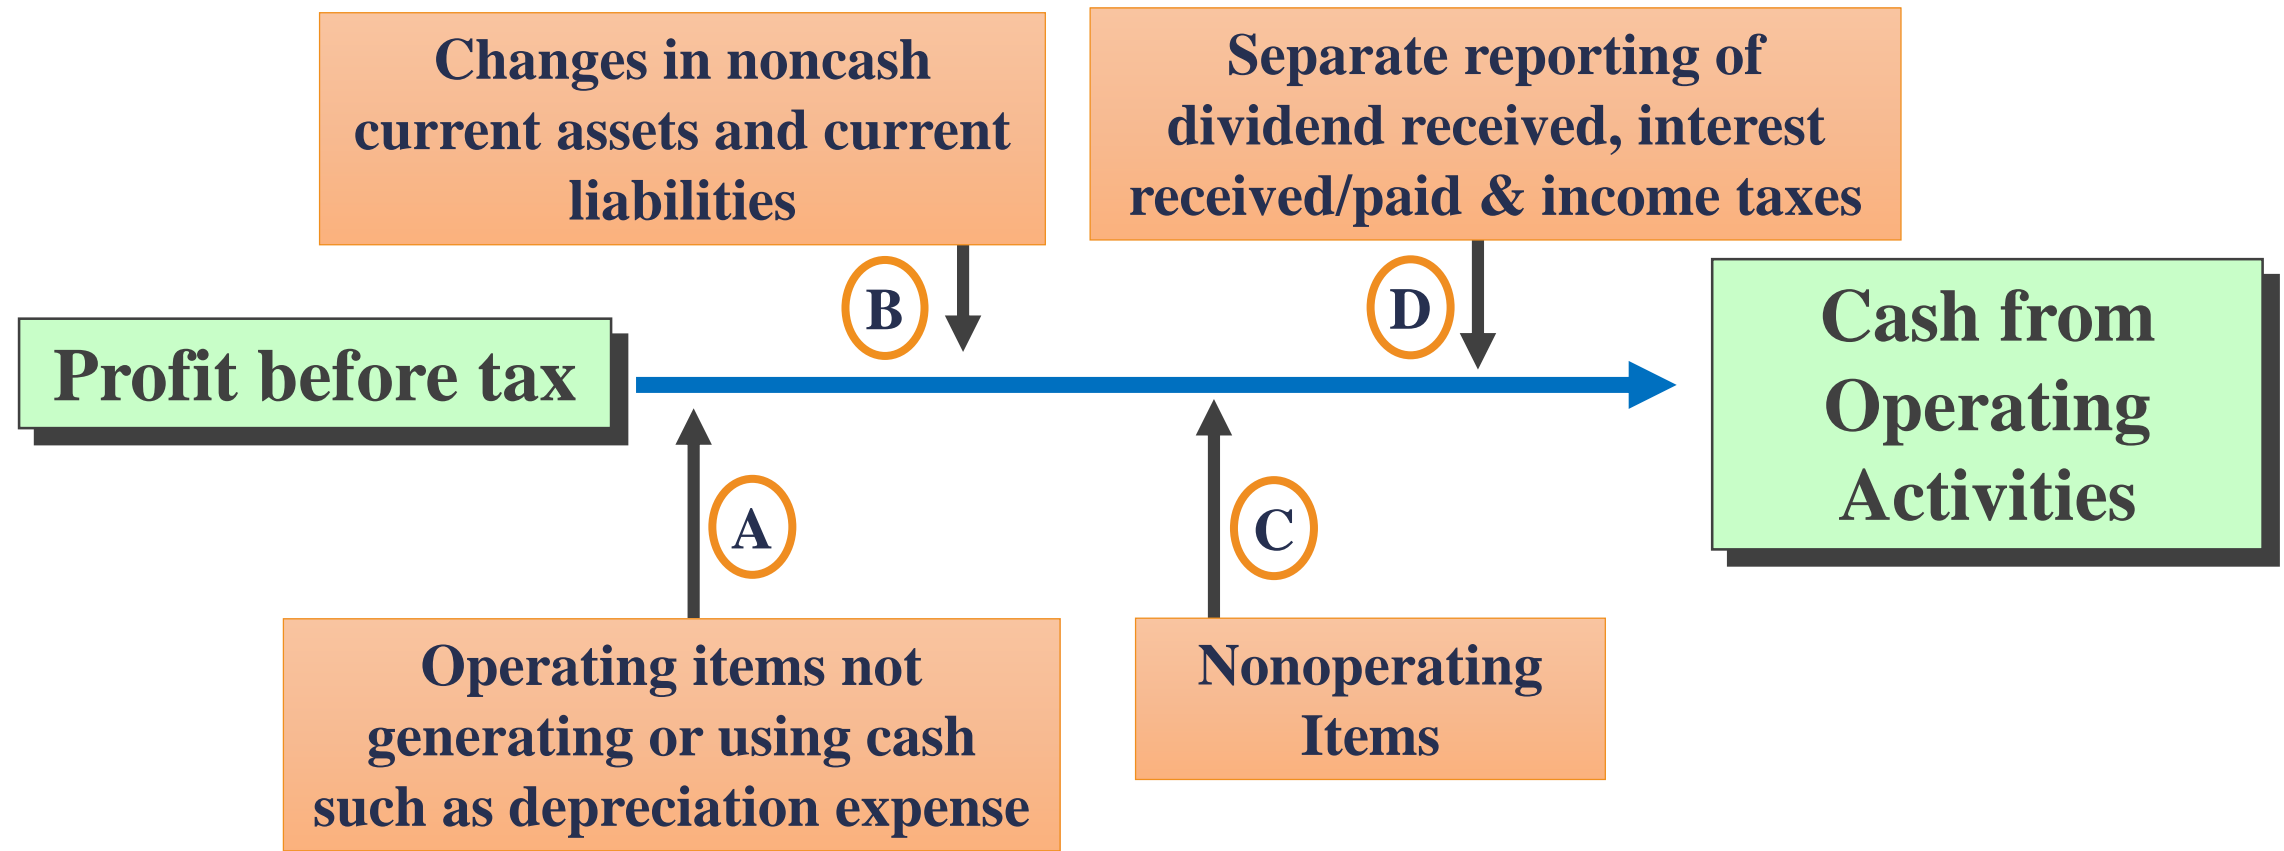 Changes in noncash
current assets and current
liabilities
Separate reporting of
dividend received, interest
received/paid & income taxes
B
D
Profit before tax
Cash from
Operating
Activities
A
C
Operating items not
generating or using cash
such as depreciation expense
Nonoperating
Items